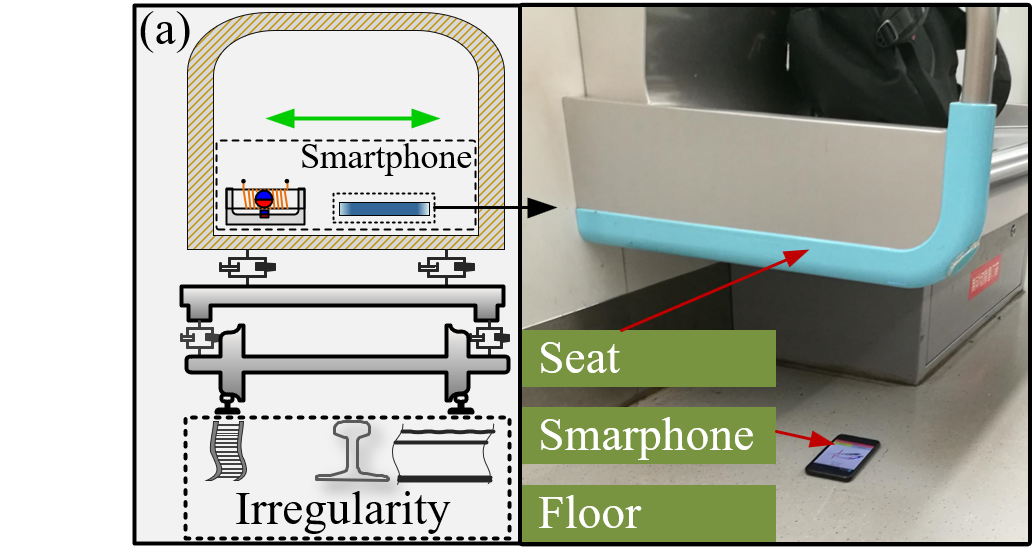 (a)
Smartphone
Irregularity
Seat
Smarphone
Floor